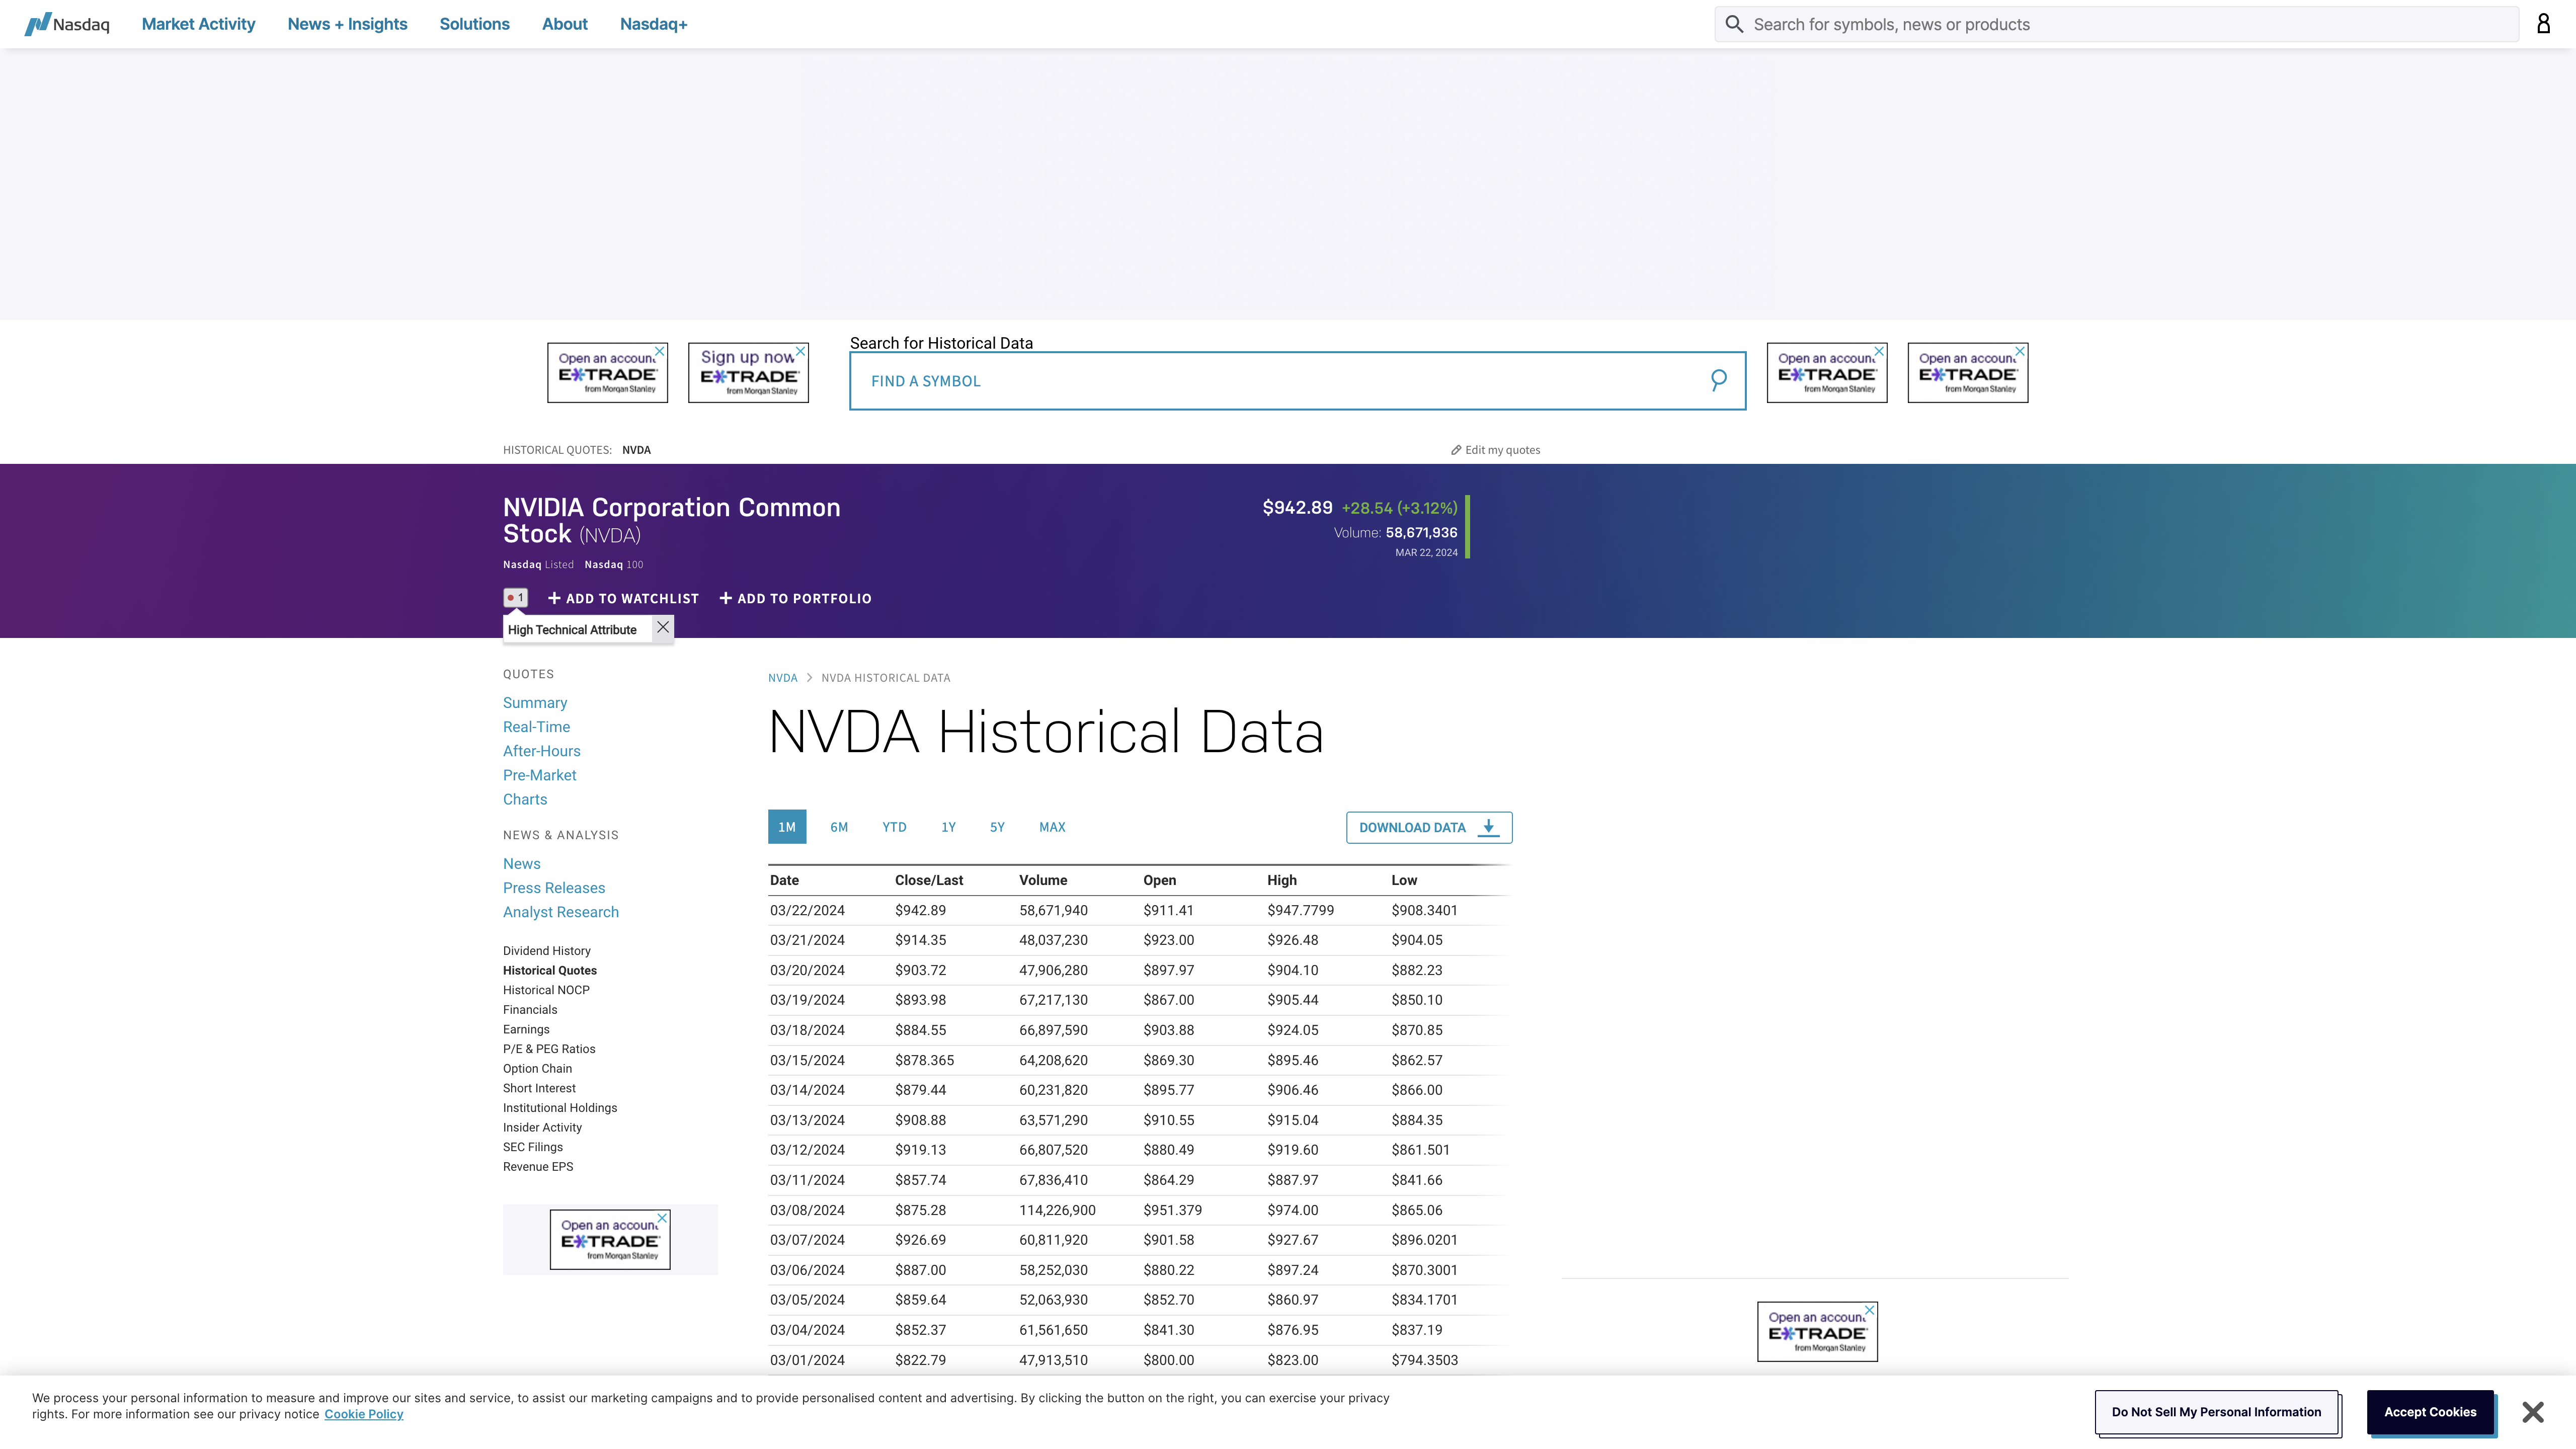 Nasdaq Market Activity News + Insights Solutions About Nasdaq+ Search for symbols, news or products
Search for Historical Data
Open an accoun
E*TRADE
from Morgan Stanley
Sign up now
E*TRADE
from Morgan Stanley
FIND A SYMBOL
Open an accoun
E*TRADE
from Morgan Stanley
Open an accoun
E*TRADE
from Morgan Stanley
HISTORICAL QUOTES: NVDA Edit my quotes
NVIDIA Corporation Common
Stock (NVDA)
Nasdaq Listed Nasdaq 100
$942.89 +28.54 (+3.12%)
Volume: 58,671,936
MAR 22, 2024
1 + ADD TO WATCHLIST + ADD TO PORTFOLIO
High Technical Attribute
QUOTES
Summary
Real-Time
After-Hours
Pre-Market
Charts
NEWS & ANALYSIS
News
Press Releases
Analyst Research
Dividend History
Historical Quotes
Historical NOCP
Financials
Earnings
P/E & PEG Ratios
Option Chain
Short Interest
Institutional Holdings
Insider Activity
SEC Filings
Revenue EPS
Open an accoun
E*TRADE
from Morgan Stanley
NVDA > NVDA HISTORICAL DATA
NVDA Historical Data
1M 6M YTD 1Y 5Y MAX DOWNLOAD DATA
Date Close/Last Volume Open High Low
03/22/2024 $942.89 58,671,940 $911.41 $947.7799 $908.3401
03/21/2024 $914.35 48,037,230 $923.00 $926.48 $904.05
03/20/2024 $903.72 47,906,280 $897.97 $904.10 $882.23
03/19/2024 $893.98 67,217,130 $867.00 $905.44 $850.10
03/18/2024 $884.55 66,897,590 $903.88 $924.05 $870.85
03/15/2024 $878.365 64,208,620 $869.30 $895.46 $862.57
03/14/2024 $879.44 60,231,820 $895.77 $906.46 $866.00
03/13/2024 $908.88 63,571,290 $910.55 $915.04 $884.35
03/12/2024 $919.13 66,807,520 $880.49 $919.60 $861.501
03/11/2024 $857.74 67,836,410 $864.29 $887.97 $841.66
03/08/2024 $875.28 114,226,900 $951.379 $974.00 $865.06
03/07/2024 $926.69 60,811,920 $901.58 $927.67 $896.0201
03/06/2024 $887.00 58,252,030 $880.22 $897.24 $870.3001
03/05/2024 $859.64 52,063,930 $852.70 $860.97 $834.1701
03/04/2024 $852.37 61,561,650 $841.30 $876.95 $837.19
03/01/2024 $822.79 47,913,510 $800.00 $823.00 $794.3503
Open an accoun
E*TRADE
from Morgan Stanley
We process your personal information to measure and improve our sites and service, to assist our marketing campaigns and to provide personalised content and advertising. By clicking the button on the right, you can exercise your privacy
rights. For more information see our privacy notice Cookie Policy
Do Not Sell My Personal Information
Accept Cookies